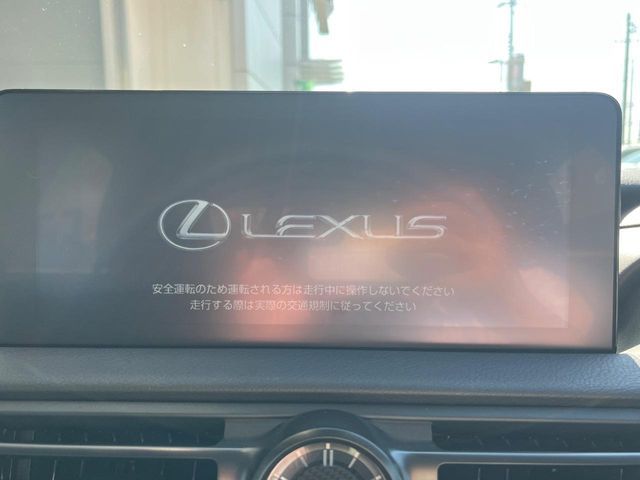 LEXUS
安全運転のため運転される方は走行中に操作しないでください
走行する際は実際の交通規制に従ってください